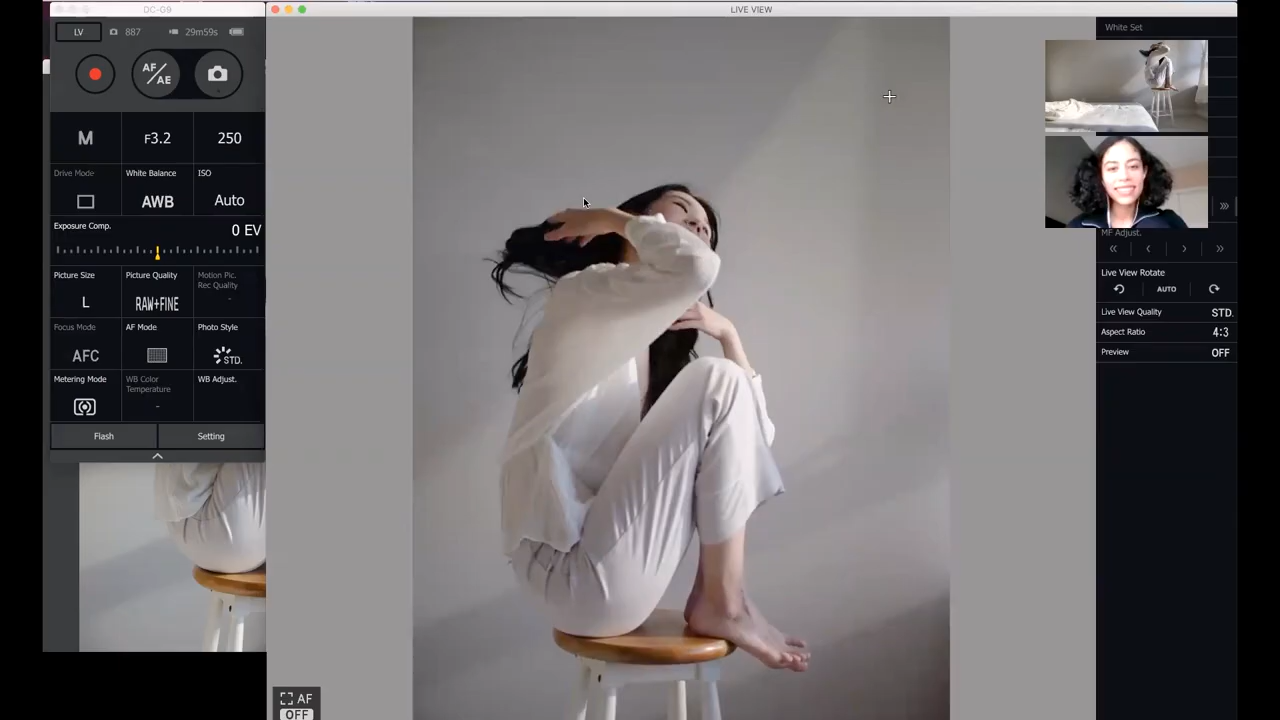 DC-G9
LIVE VIEW
LV 887 29m59s
White Set
AF/AE
M F3.2 250
Drive Mode White Balance ISO
AWB Auto
Exposure Comp. 0 EV
MF Adjust.
Picture Size Picture Quality Motion Pic. Rec Quality
L RAW+FINE -
Live View Rotate
AUTO
Live View Quality STD.
Aspect Ratio 4:3
Preview OFF
Focus Mode AF Mode Photo Style
AFC STD.
Metering Mode WB Color Temperature WB Adjust.
-
Flash Setting
AF
OFF